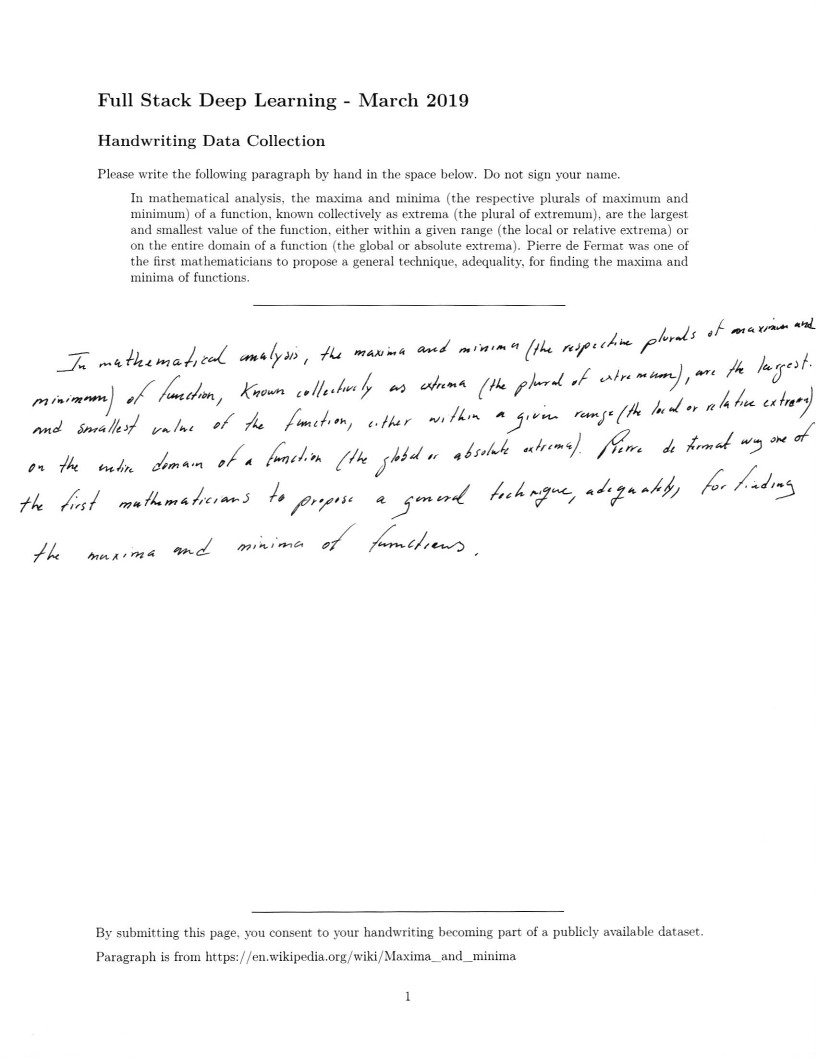 Full Stack Deep Learning - March 2019
Handwriting Data Collection
Please write the following paragraph by hand in the space below. Do not sign your name.
In mathematical analysis, the maxima and minima (the respective plurals of maximum and
minimum) of a function, known collectively as extrema (the plural of extremum), are the largest
and smallest value of the function, either within a given range (the local or relative extrema) or
on the entire domain of a function (the global or absolute extrema). Pierre de Fermat was one of
the first mathematicians to propose a general technique, adequality, for finding the maxima and
minima of functions.
In mathematical analysis, the maxima and minima (the respective plurals of maximum and
minimum) of function, Known collectively as extrema (the plural of extremum), are the largest.
and smallest value of the function, either within a given range (the local or relative extrema)
on the entire domain of a function (the global or absolute extrema). Pierre de Fermat was one of
the first mathematicians to propose a general technique, adequately, for finding
the maxima and minima of functions.
By submitting this page, you consent to your handwriting becoming part of a publicly available dataset.
Paragraph is from https://en.wikipedia.org/wiki/Maxima_and_minima
1